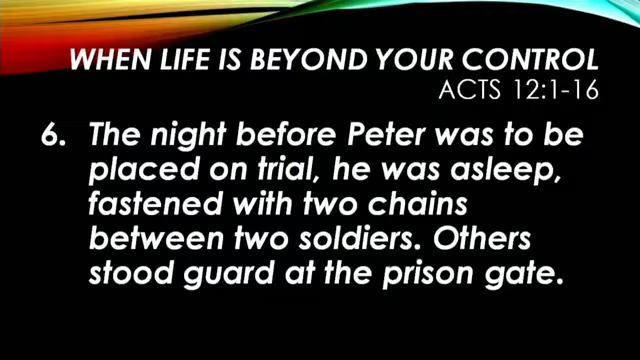 WHEN LIFE IS BEYOND YOUR CONTROL
ACTS 12:1-16
6. The night before Peter was to be
placed on trial, he was asleep,
fastened with two chains
between two soldiers. Others
stood guard at the prison gate.